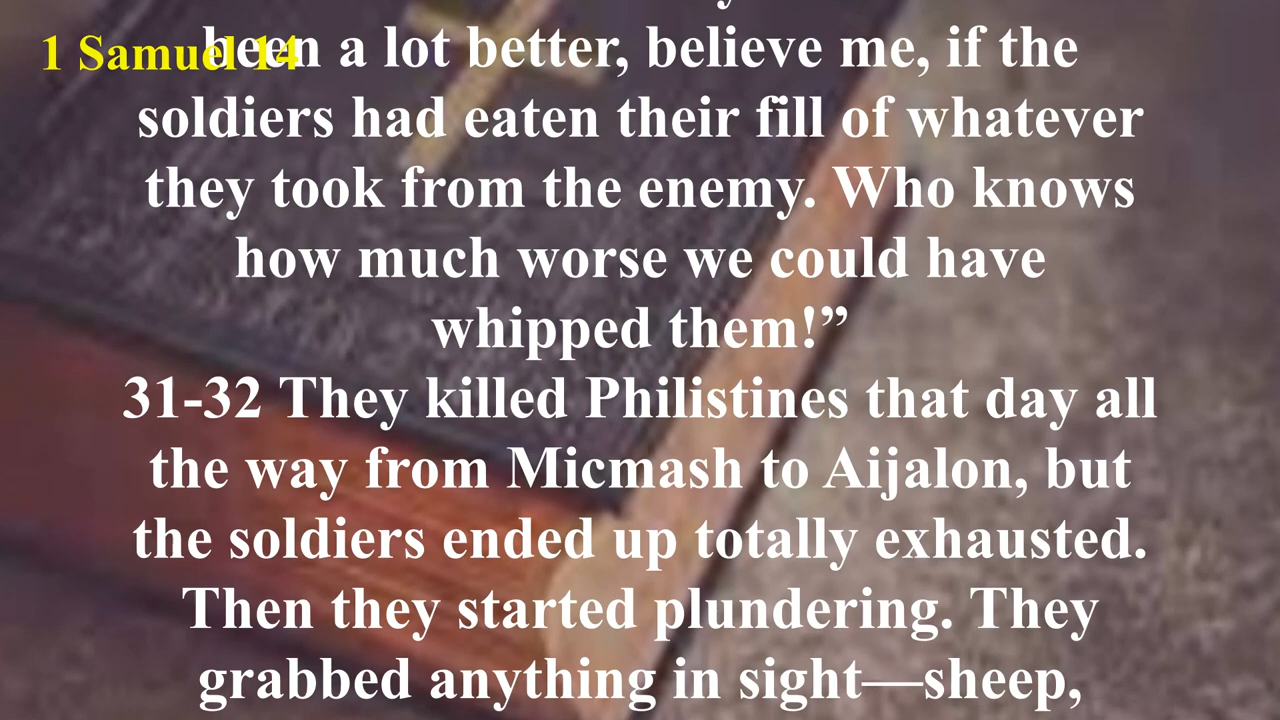 1 Samuel 14
been a lot better, believe me, if the
soldiers had eaten their fill of whatever
they took from the enemy. Who knows
how much worse we could have
whipped them!”
31-32 They killed Philistines that day all
the way from Micmash to Aijalon, but
the soldiers ended up totally exhausted.
Then they started plundering. They
grabbed anything in sight—sheep,